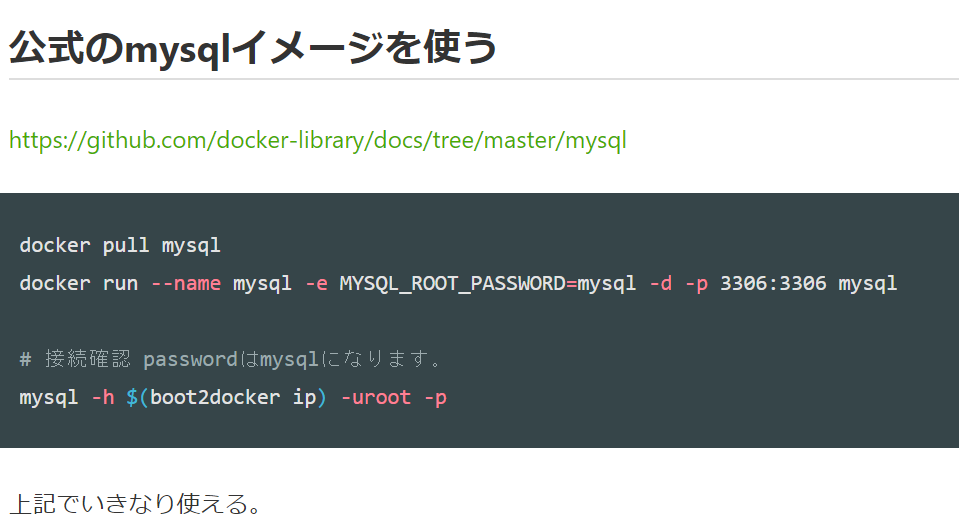 公式のmysqlイメージを使う
https://github.com/docker-library/docs/tree/master/mysql
docker pull mysql
docker run --name mysql -e MYSQL_ROOT_PASSWORD=mysql -d -p 3306:3306 mysql
# 接続確認 passwordはmysqlになります。
mysql -h $(boot2docker ip) -uroot -p
上記でいきなり使える。